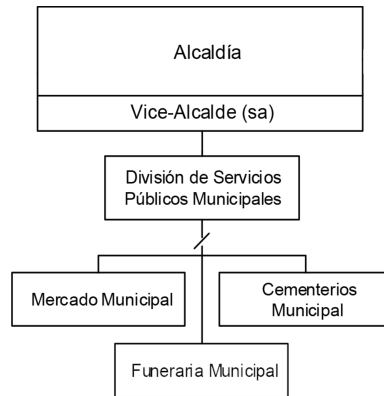 Alcaldía
Vice-Alcalde (sa)
División de Servicios
Públicos Municipales
Mercado Municipal
Cementerios
Municipal
Funeraria Municipal